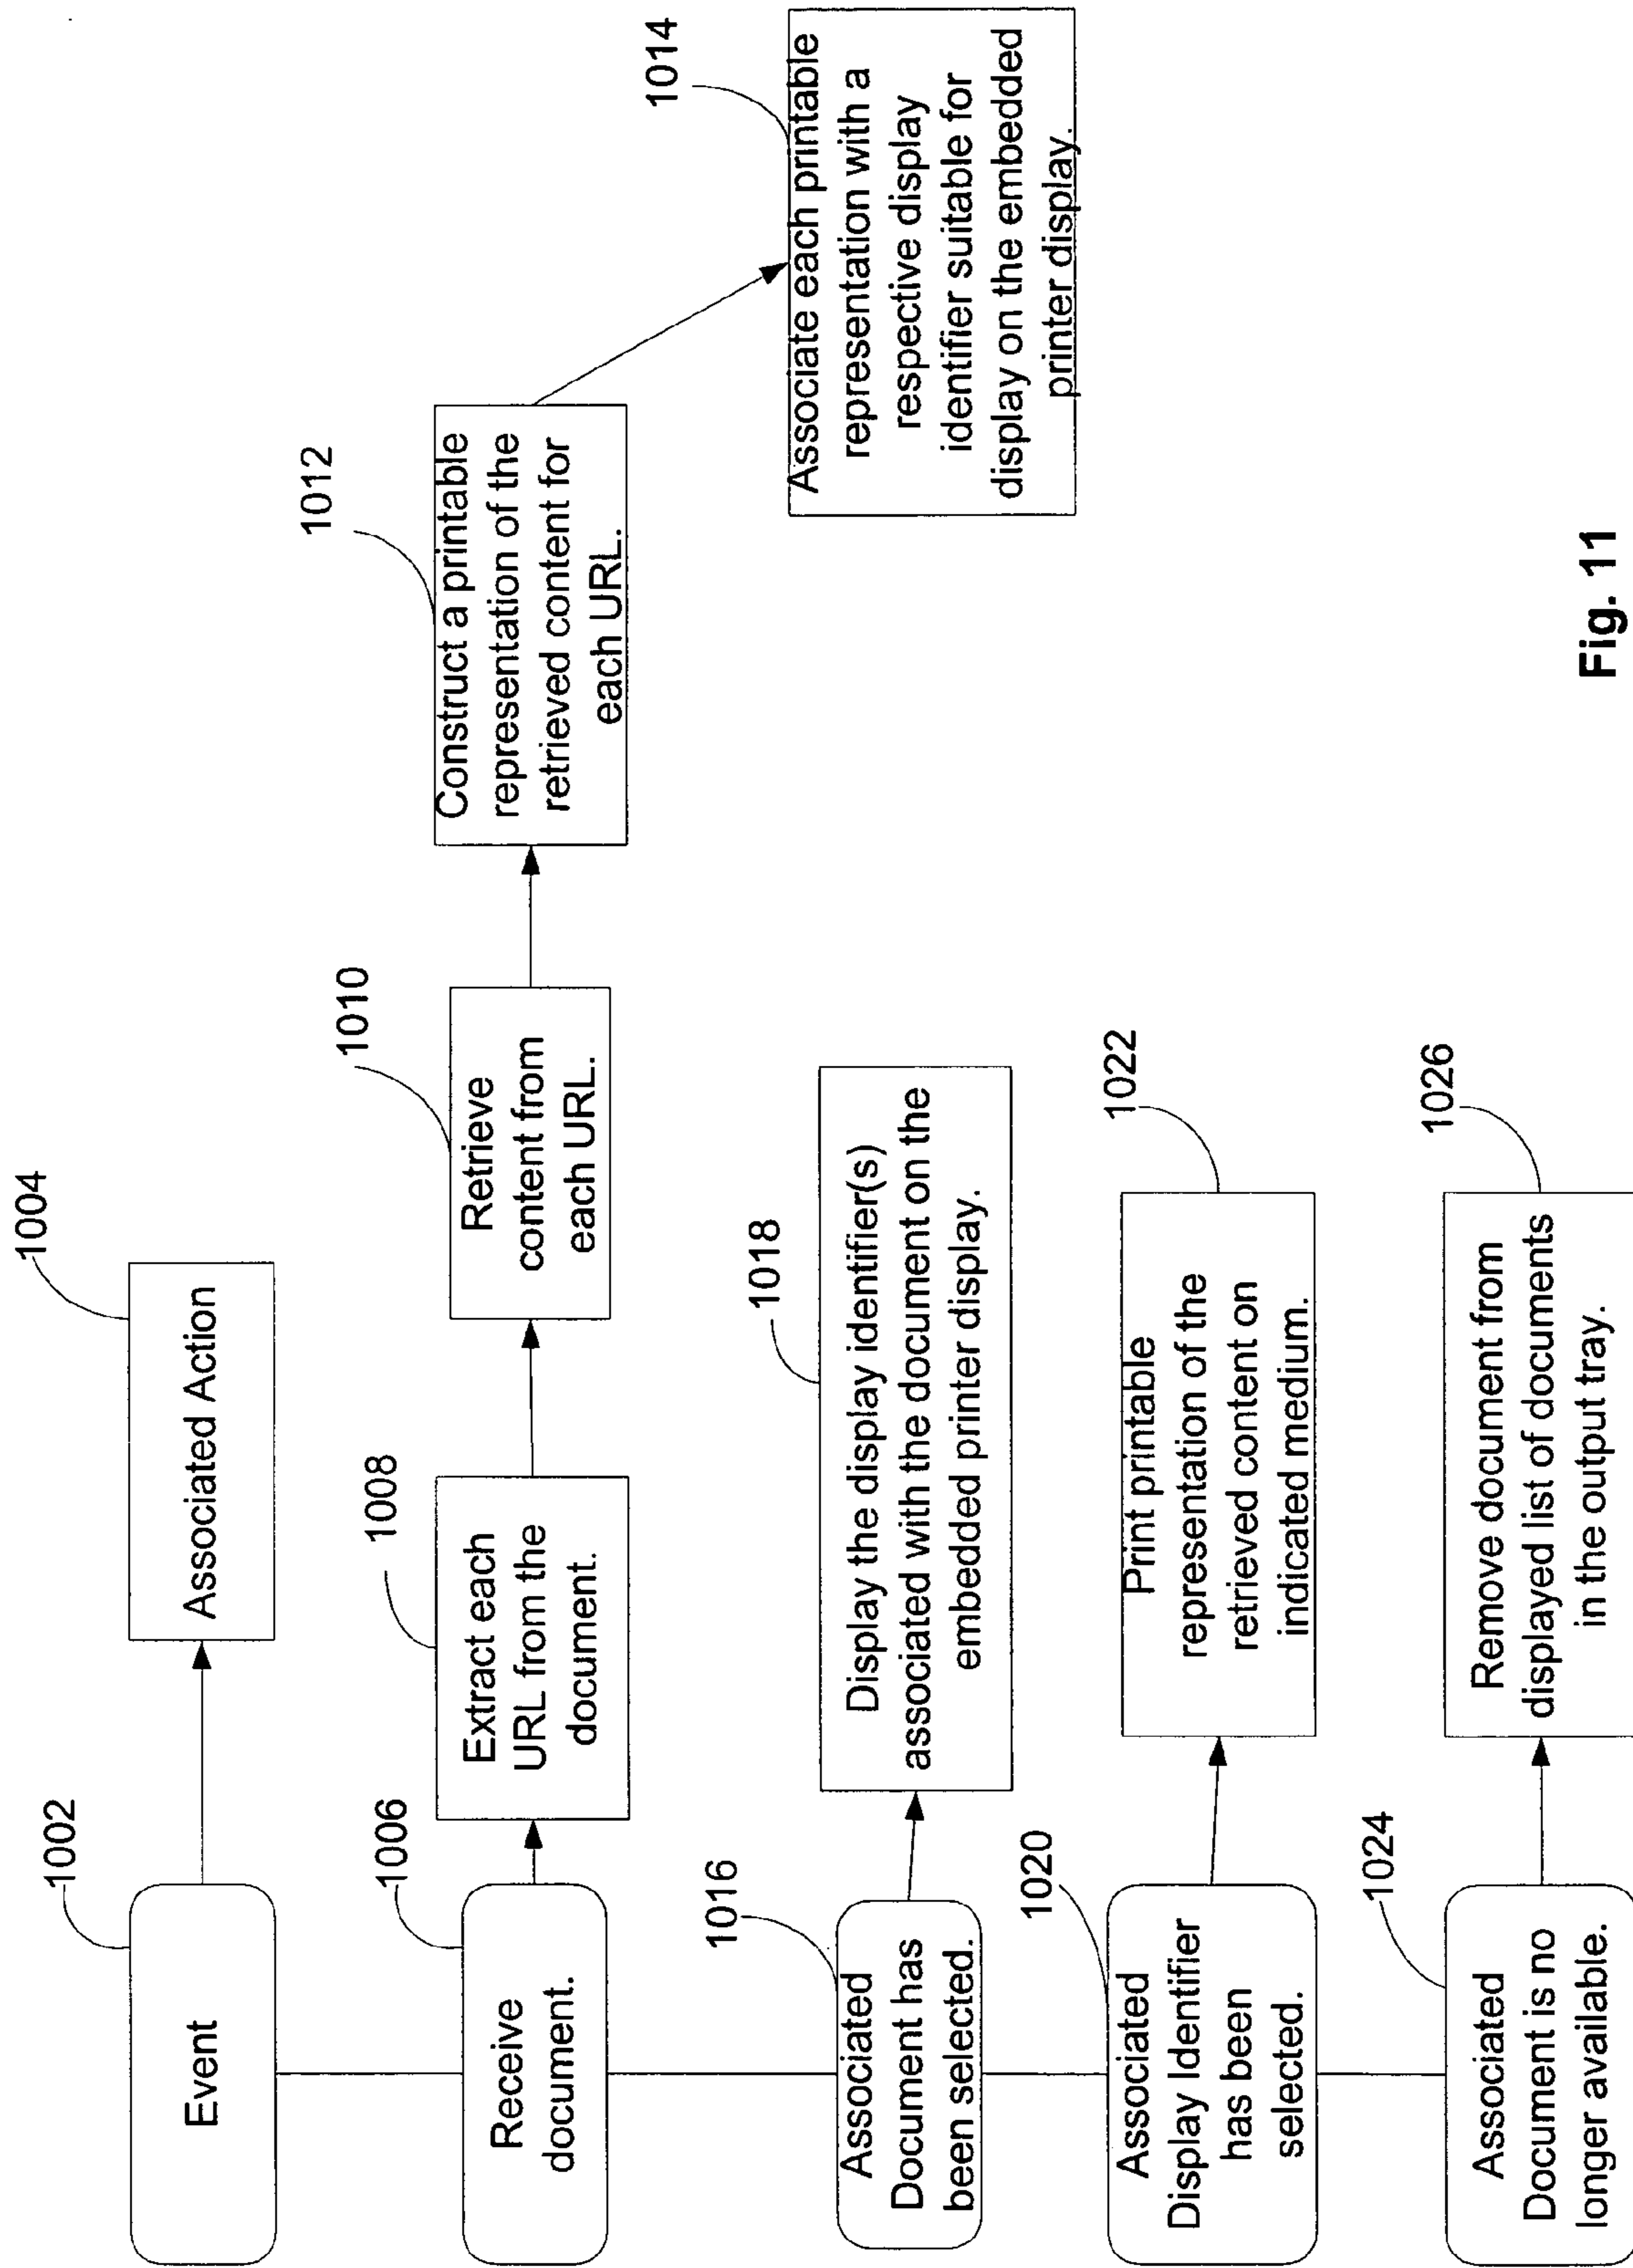 1002
Event
1004
Associated Action
1006
Receive
document.
1008
Extract each
URL from the
document.
1010
Retrieve
content from
each URL.
1012
Construct a printable
representation of the
retrieved content for
each URL.
1014
Associate each printable
representation with a
respective display
identifier suitable for
display on the embedded
printer display.
1016
Associated
Document has
been selected.
1018
Display the display identifier(s)
associated with the document on the
embedded printer display.
1020
Associated
Display Identifier
has been
selected.
1022
Print printable
representation of the
retrieved content on
indicated medium.
1024
Associated
Document is no
longer available.
1026
Remove document from
displayed list of documents
in the output tray.
Fig. 11